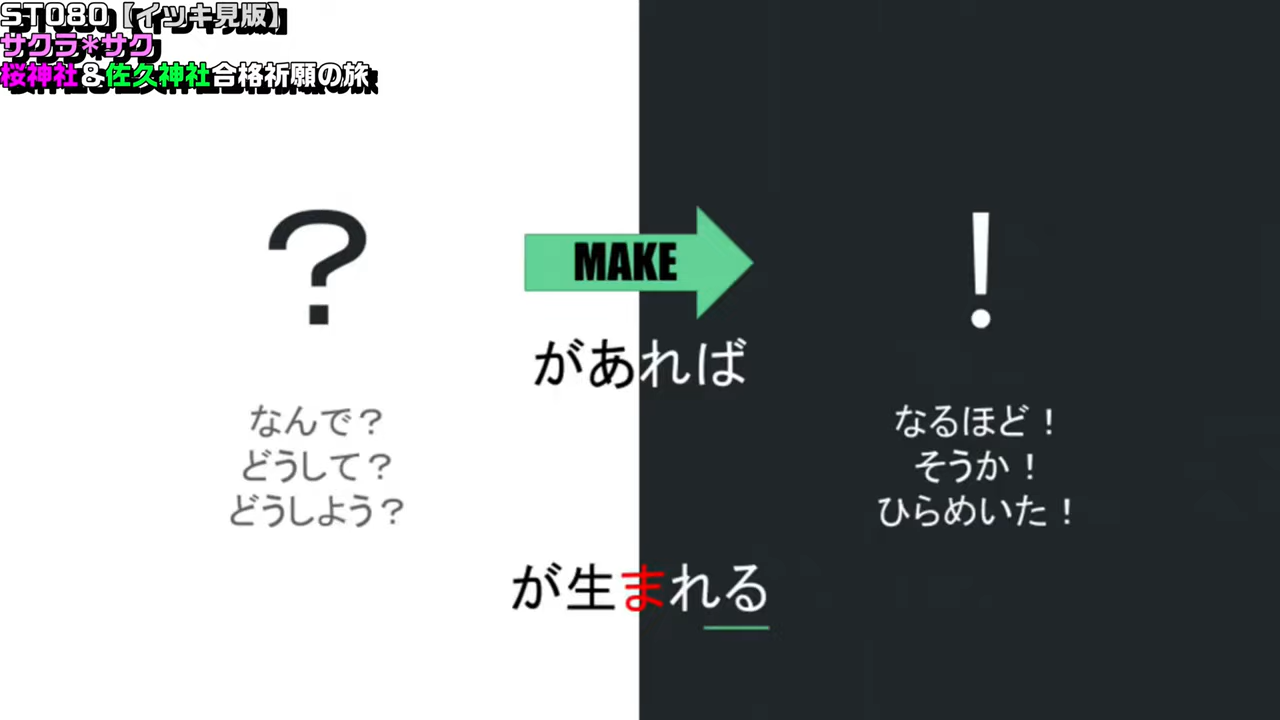 ST080【イツキ見版】
サクラ*サク
桜神社&佐久神社合格祈願の旅
?
MAKE
!
があれば
なんで?
どうして?
どうしよう?
なるほど!
そうか!
ひらめいた!
が生まれる